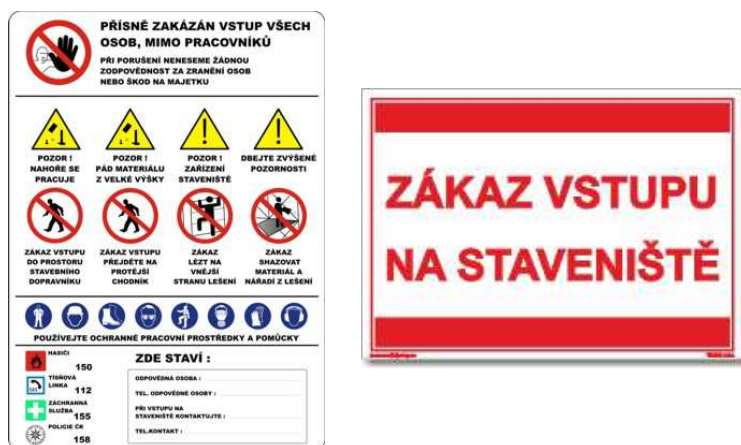 PŘÍSNĚ ZAKÁZÁN VSTUP VŠECH
OSOB, MIMO PRACOVNÍKŮ
PŘI PORUŠENÍ NENESEME ŽÁDNOU
ZODPOVĚDNOST ZA ZRANĚNÍ OSOB
NEBO ŠKOD NA MAJETKU
POZOR !
NAHOŘE SE
PRACUJE
POZOR !
PÁD MATERIÁLU
Z VELKÉ VÝŠKY
POZOR !
ZAŘÍZENÍ
STAVENIŠTĚ
DBEJTE ZVÝŠENÉ
POZORNOSTI
ZÁKAZ VSTUPU
DO PROSTORU
STAVEBNÍHO
DOPRAVNÍKU
ZÁKAZ VSTUPU
PŘEJDĚTE NA
PROTĚJŠÍ
CHODNÍK
ZÁKAZ
LÉZT NA
VNĚJŠÍ
STRANU LEŠENÍ
ZÁKAZ
SHAZOVAT
MATERIÁL A
NÁŘADÍ Z LEŠENÍ
POUŽÍVEJTE OCHRANNÉ PRACOVNÍ PROSTŘEDKY A POMŮCKY
HASIČI
150
TÍSŇOVÁ
LINKA 112
ZÁCHRANNÁ
SLUŽBA 155
POLICIE ČR
158
ZDE STAVÍ :
ODPOVĚDNÁ OSOBA :
TEL. ODPOVĚDNÉ OSOBY :
PŘI VSTUPU NA
STAVENIŠTĚ KONTAKTUJTE :
TEL.KONTAKT :
ZÁKAZ VSTUPU
NA STAVENIŠTĚ